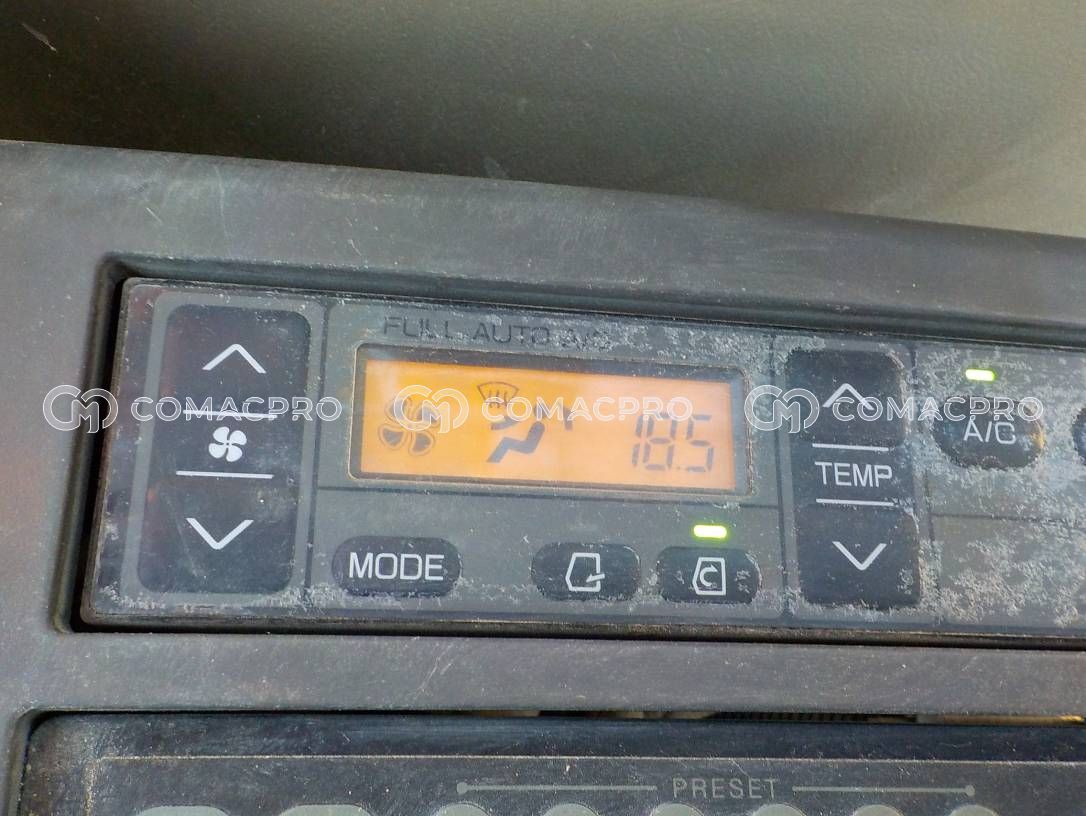 FULL AUTO A/C
COMACPRO COMACPRO COMACPRO
18.5
TEMP
A/C
MODE
PRESET